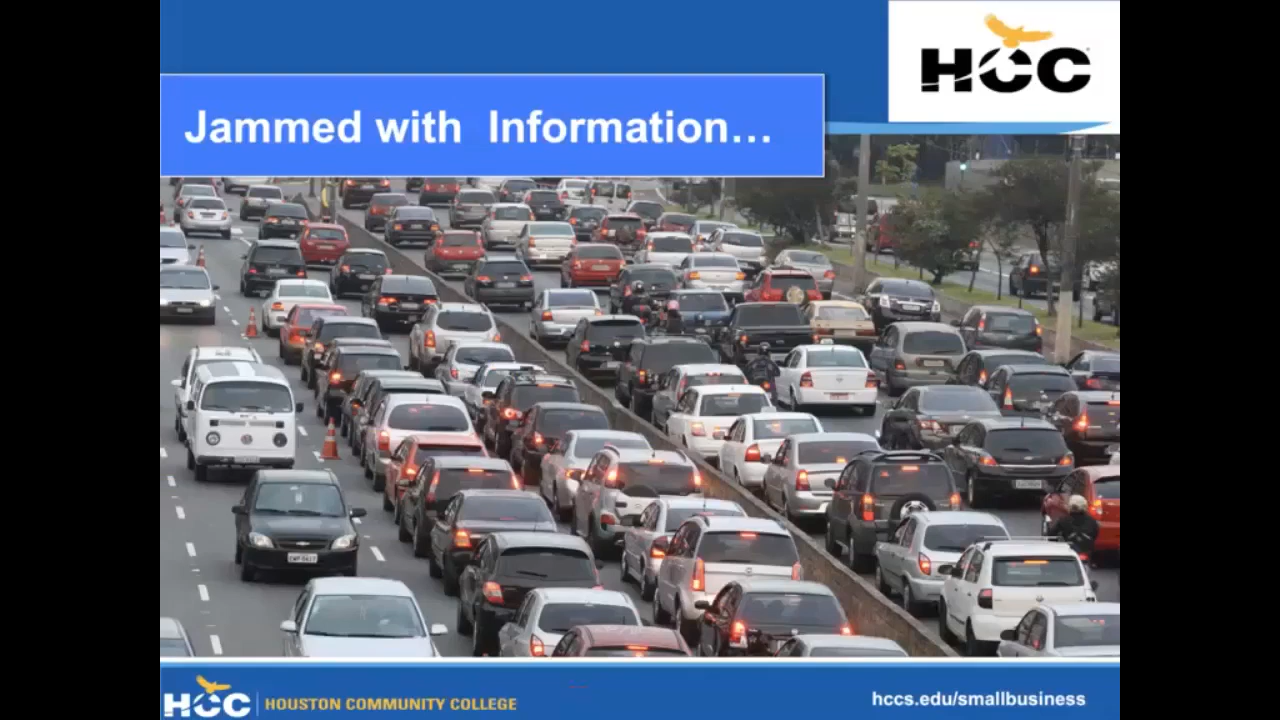 HCC
Jammed with  Information…
HCC HOUSTON COMMUNITY COLLEGE
hccs.edu/smallbusiness